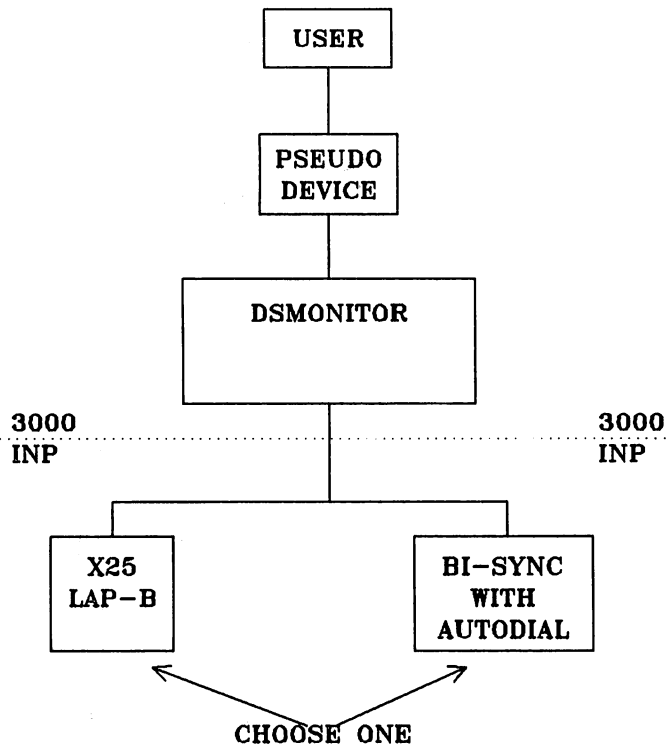 USER
PSEUDO
DEVICE
DSMONITOR
3000 3000
INP INP
X25
LAP-B
BI-SYNC
WITH
AUTODIAL
CHOOSE ONE